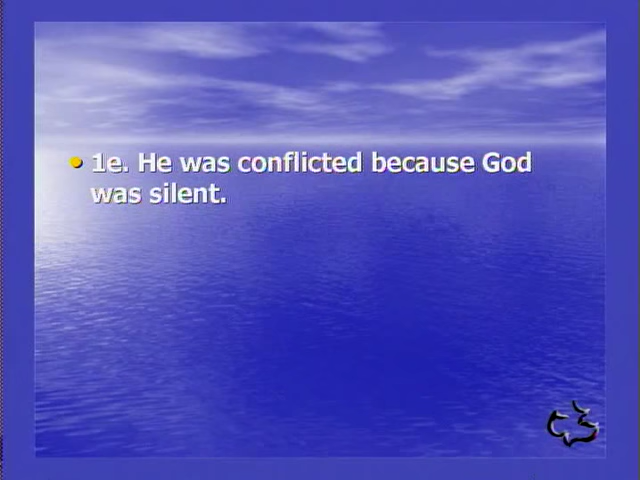 • 1e. He was conflicted because God
was silent.